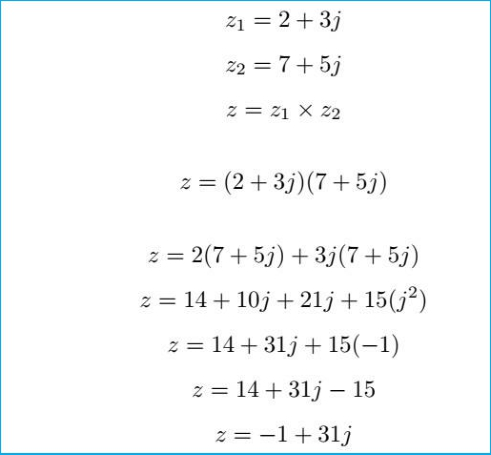 z₁ = 2 + 3j
z₂ = 7 + 5j
z = z₁ × z₂
z = (2 + 3j)(7 + 5j)
z = 2(7 + 5j) + 3j(7 + 5j)
z = 14 + 10j + 21j + 15(j²)
z = 14 + 31j + 15(−1)
z = 14 + 31j − 15
z = −1 + 31j